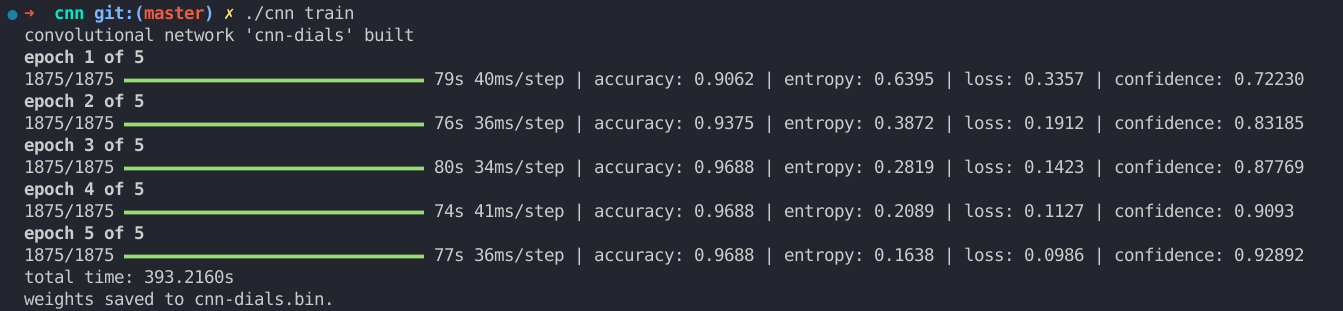 ➜ cnn git:(master) ✗ ./cnn train
convolutional network 'cnn-dials' built
epoch 1 of 5
1875/1875 79s 40ms/step | accuracy: 0.9062 | entropy: 0.6395 | loss: 0.3357 | confidence: 0.72230
epoch 2 of 5
1875/1875 76s 36ms/step | accuracy: 0.9375 | entropy: 0.3872 | loss: 0.1912 | confidence: 0.83185
epoch 3 of 5
1875/1875 80s 34ms/step | accuracy: 0.9688 | entropy: 0.2819 | loss: 0.1423 | confidence: 0.87769
epoch 4 of 5
1875/1875 74s 41ms/step | accuracy: 0.9688 | entropy: 0.2089 | loss: 0.1127 | confidence: 0.9093
epoch 5 of 5
1875/1875 77s 36ms/step | accuracy: 0.9688 | entropy: 0.1638 | loss: 0.0986 | confidence: 0.92892
total time: 393.2160s
weights saved to cnn-dials.bin.